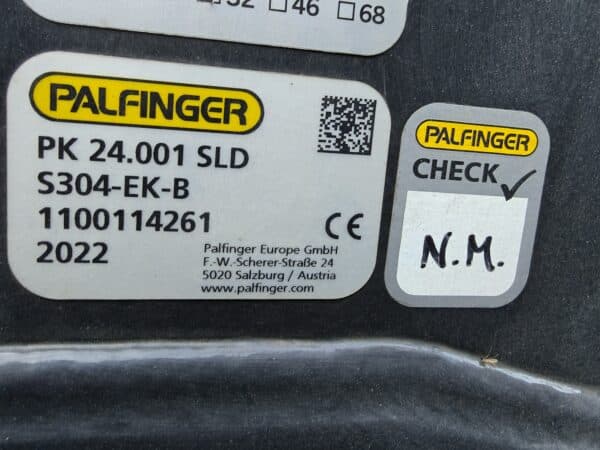 32 □ 46 □ 68
PALFINGER
PK 24.001 SLD
S304-EK-B
1100114261
2022
CE
Palfinger Europe GmbH
F.-W.-Scherer-Straße 24
5020 Salzburg / Austria
www.palfinger.com
PALFINGER
CHECK
N.M.